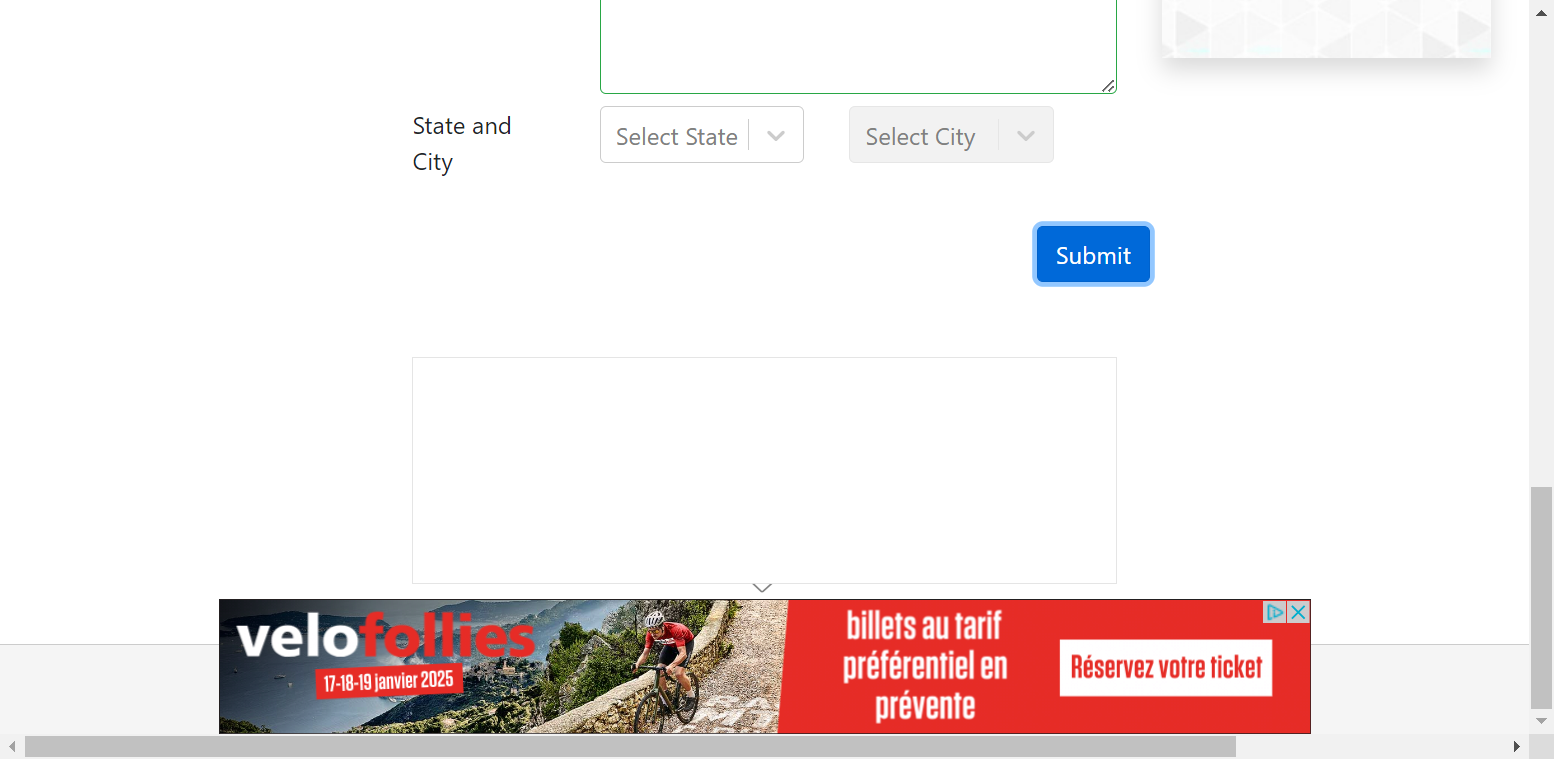 State and
City
Select State
Select City
Submit
velofollies
17-18-19 janvier 2025
billets au tarif
préférentiel en
prévente
Réservez votre ticket